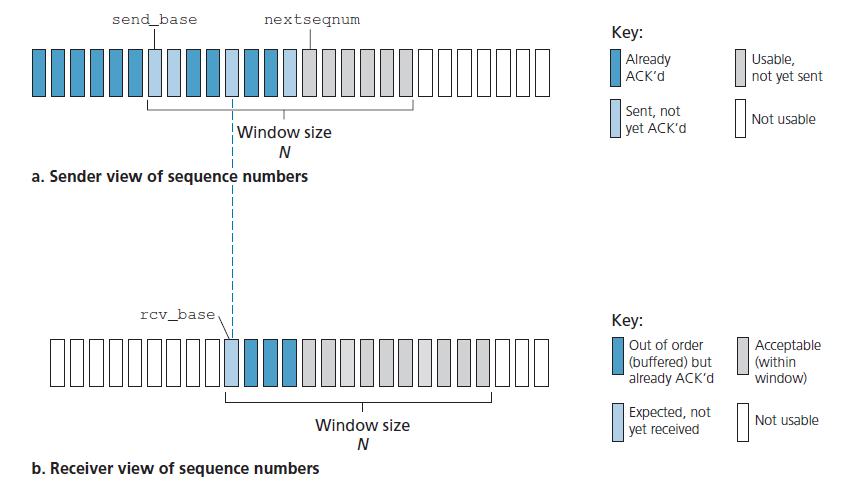 send_base nextseqnum
Key:
Already
ACK'd
Usable,
not yet sent
Sent, not
yet ACK'd
Not usable
Window size
N
a. Sender view of sequence numbers
rcv_base
Key:
Out of order
(buffered) but
already ACK'd
Acceptable
(within
window)
Expected, not
yet received
Not usable
Window size
N
b. Receiver view of sequence numbers